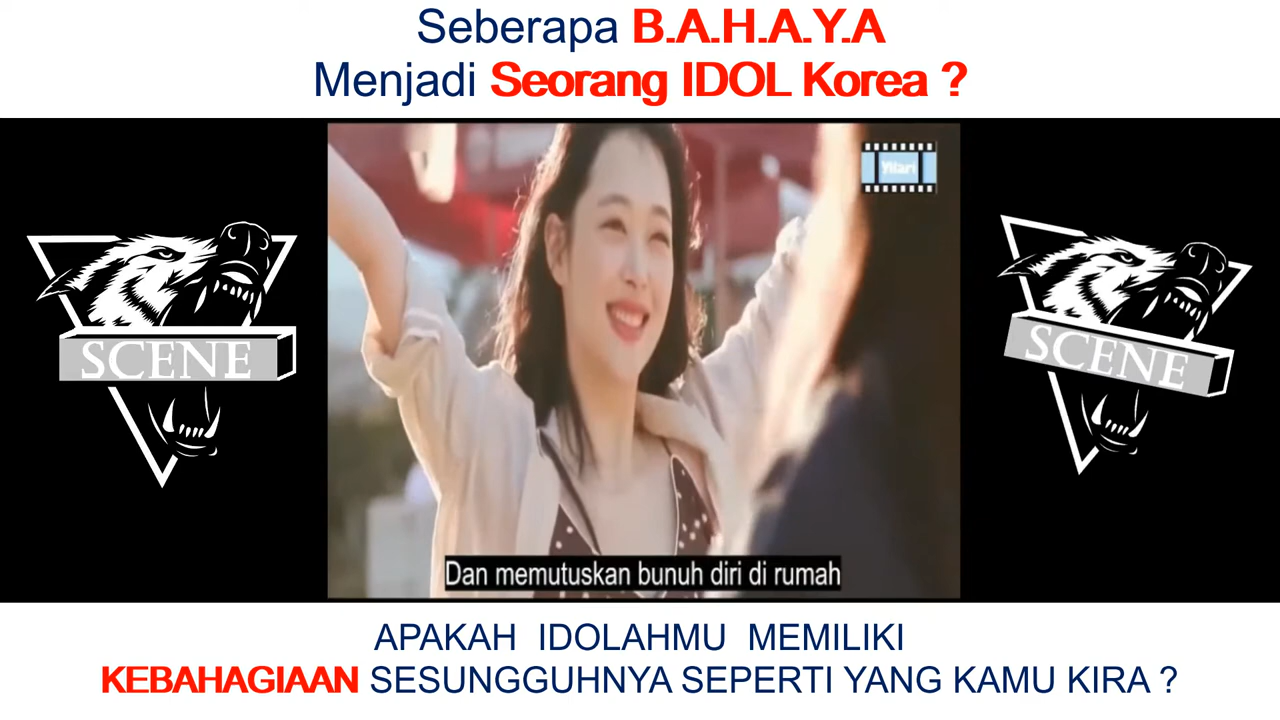 Seberapa B.A.H.A.Y.A
Menjadi Seorang IDOL Korea ?
Yilari
SCENE
SCENE
Dan memutuskan bunuh diri di rumah
APAKAH IDOLAHMU MEMILIKI
KEBAHAGIAAN SESUNGGUHNYA SEPERTI YANG KAMU KIRA ?